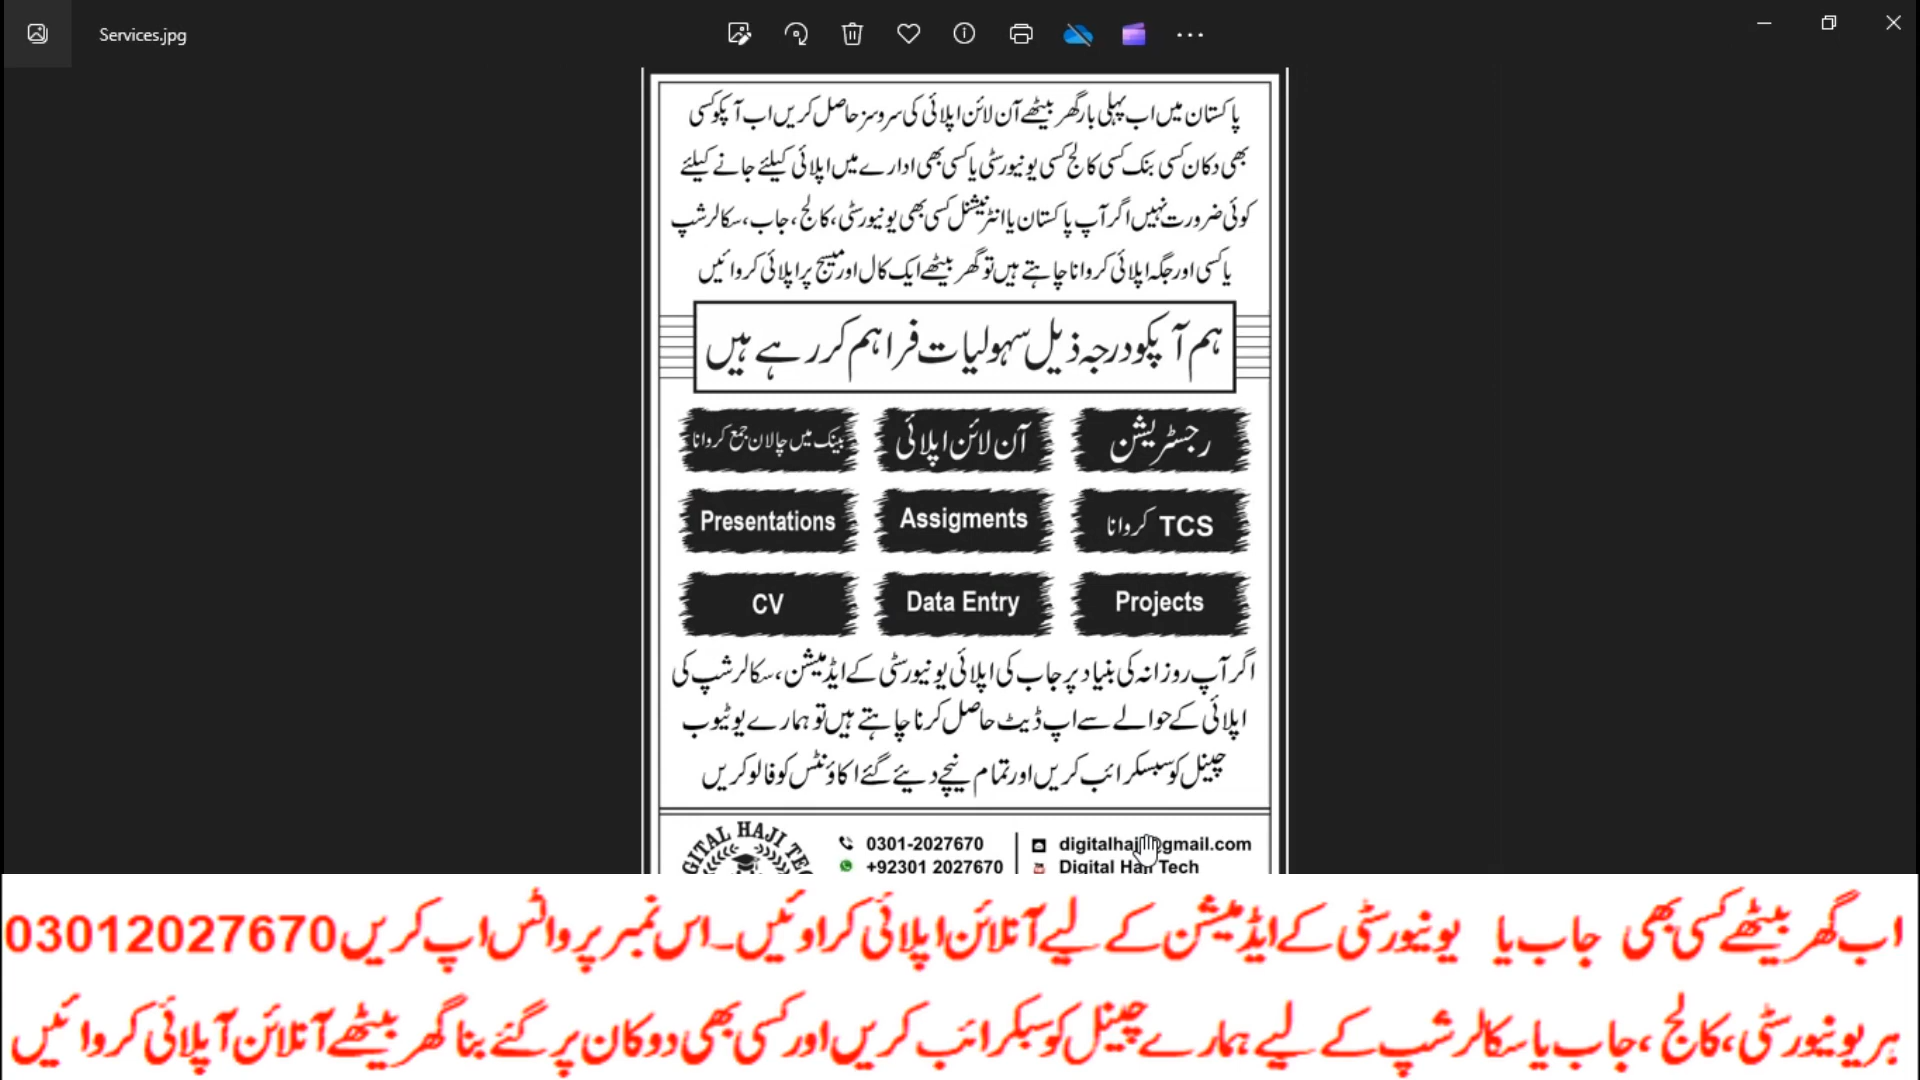 Services.jpg
پاکستان میں اب پہلی بار گھر بیٹھے آن لائن اپلائی کی سروسز حاصل کریں اب آپکو کسی
بھی دکان کسی بنک کسی کالج کسی یونیورسٹی یا کسی بھی ادارے میں اپلائی کیلئے جانے کیلئے
کوئی ضرورت نہیں اگر آپ پاکستان یا انٹرنیشنل کسی بھی یونیورسٹی، کالج، جاب، سکالرشپ
یا کسی اور جگہ اپلائی کروانا چاہتے ہیں تو گھر بیٹھے ایک کال اور میسج پر اپلائی کروائیں
ہم آپکو درجہ ذیل سہولیات فراہم کر رہے ہیں
رجسٹریشن
آن لائن اپلائی
بینک میں چالان جمع کروانا
TCS کروانا
Assigments
Presentations
Projects
Data Entry
CV
اگر آپ روزانہ کی بنیاد پر جاب کی اپلائی یونیورسٹی کے ایڈمیشن، سکالرشپ کی
اپلائی کے حوالے سے اپ ڈیٹ حاصل کرنا چاہتے ہیں تو ہمارے یوٹیوب
چینل کو سبسکرائب کریں اور تمام نیچے دیئے گئے اکاؤنٹس کو فالو کریں
0301-2027670
+92301 2027670
gmail.com
Digital Haji Tech
اب گھر بیٹھے کسی بھی جاب یا یونیورسٹی کے ایڈمیشن کے لیے آنلائن اپلائی کراوئیں۔ اس نمبر پر واٹس اپ کریں 03012027670
ہر یونیورسٹی، کالج، جاب یا سکالرشپ کے لیے ہمارے چینل کو سبکرائب کریں اور کسی بھی دوکان پر گئے بنا گھر بیٹھے آنلائن آپلائی کروائیں